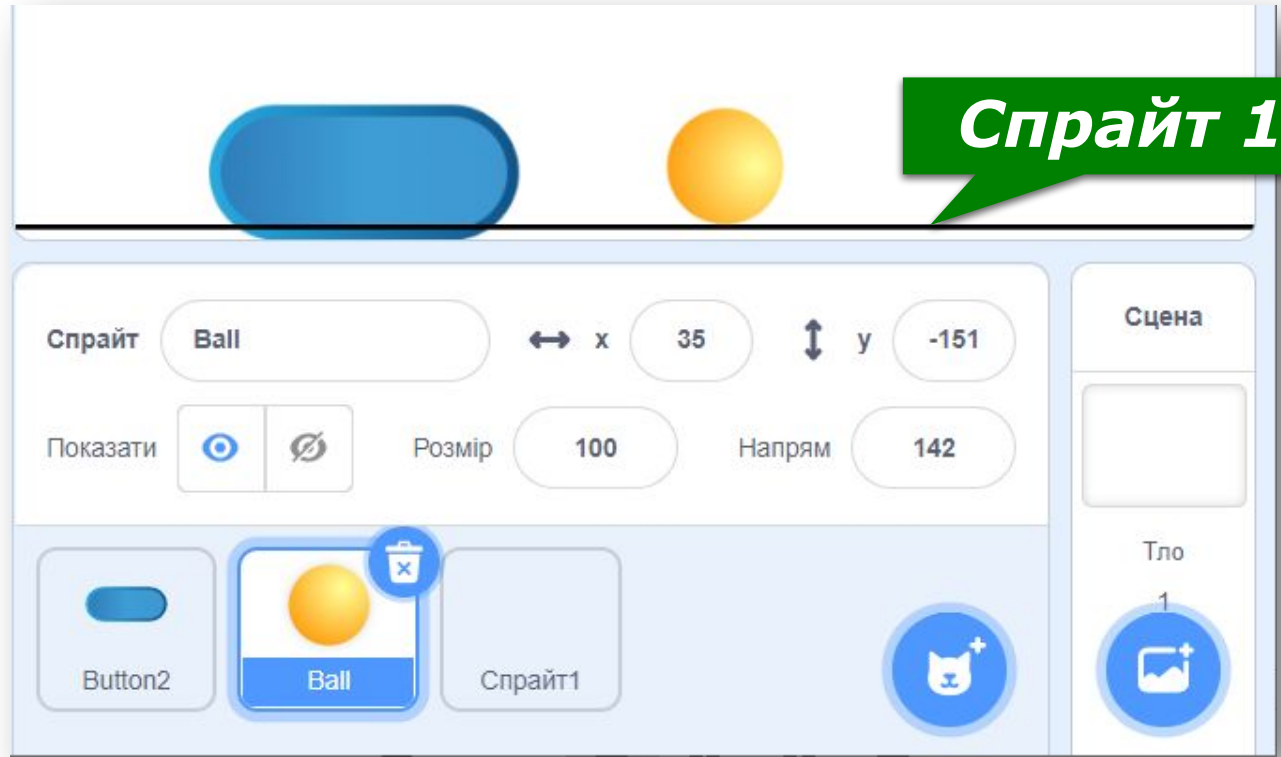 Спрайт 1
Спрайт Ball x 35 y -151
Показати Розмір 100 Напрям 142
Сцена
Button2 Ball Спрайт1
Тло
1